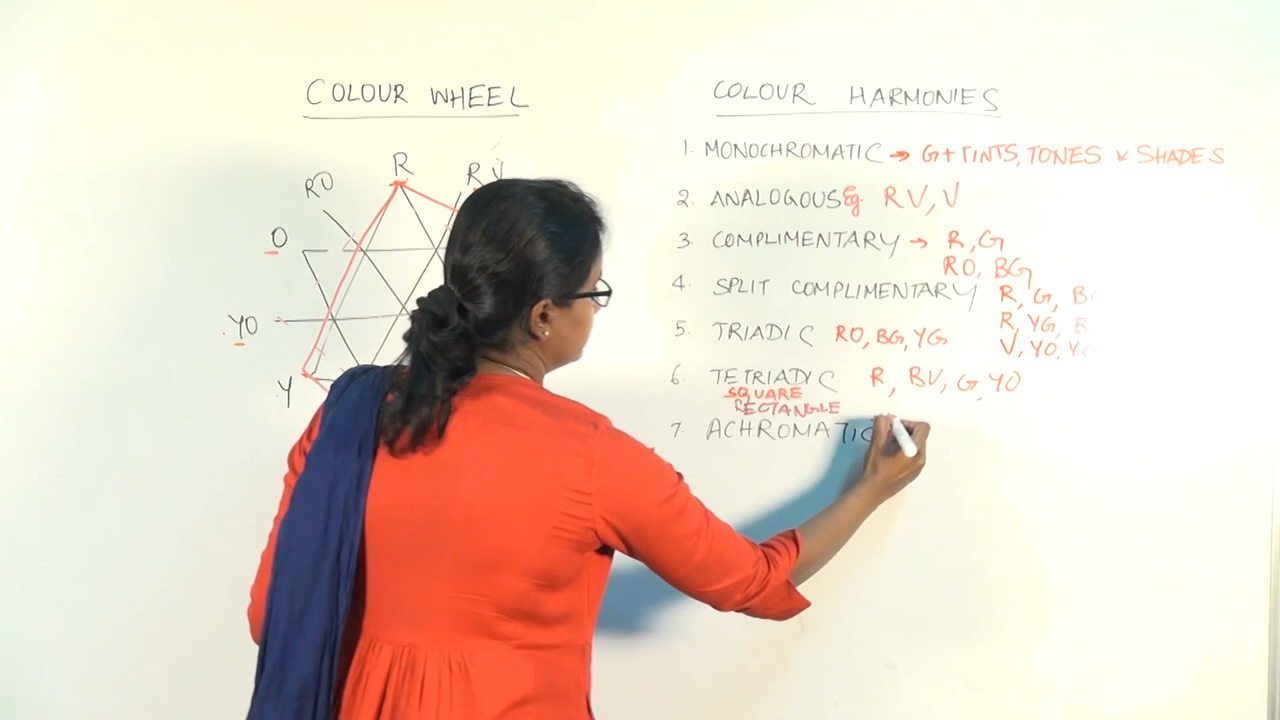 COLOUR WHEEL
R
RO
RV
O
YO
Y
COLOUR HARMONIES
1. MONOCHROMATIC → G+TINTS, TONES & SHADES
2. ANALOGOUS Eg. RV, V
3. COMPLIMENTARY → R, G
RO, BG
4. SPLIT COMPLIMENTARY R, G,
R, YG,
5. TRIADIC RO, BG, YG V, YO,
6. TETRIADIC R, BV, G, YO
SQUARE
RECTANGLE
7. ACHROMATIC